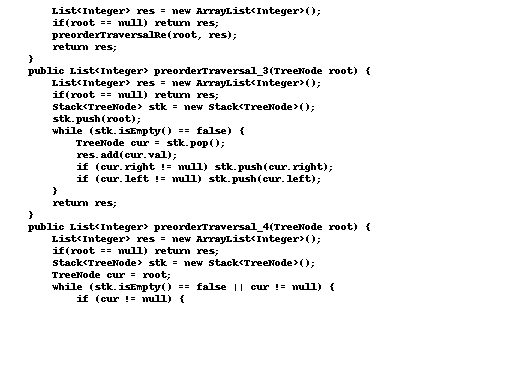 List<Integer> res = new ArrayList<Integer>();
if(root == null) return res;
preorderTraversalRe(root, res);
return res;
}
public List<Integer> preorderTraversal_3(TreeNode root) {
List<Integer> res = new ArrayList<Integer>();
if(root == null) return res;
Stack<TreeNode> stk = new Stack<TreeNode>();
stk.push(root);
while (stk.isEmpty() == false) {
TreeNode cur = stk.pop();
res.add(cur.val);
if (cur.right != null) stk.push(cur.right);
if (cur.left != null) stk.push(cur.left);
}
return res;
}
public List<Integer> preorderTraversal_4(TreeNode root) {
List<Integer> res = new ArrayList<Integer>();
if(root == null) return res;
Stack<TreeNode> stk = new Stack<TreeNode>();
TreeNode cur = root;
while (stk.isEmpty() == false || cur != null) {
if (cur != null) {